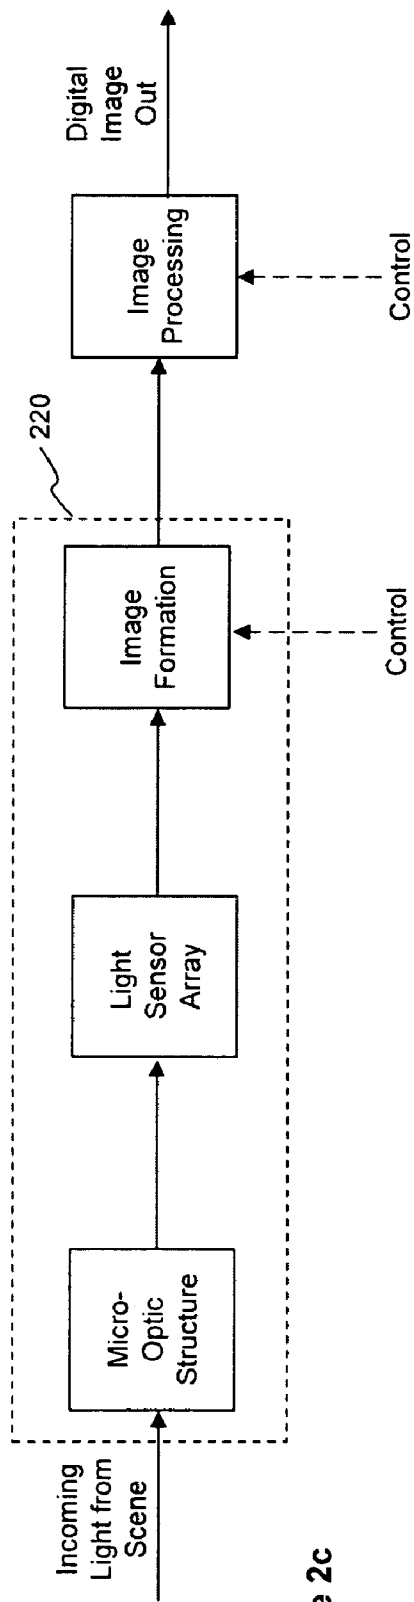 Incoming
Light from
Scene
Micro-
Optic
Structure
Light
Sensor
Array
Image
Formation
Control
220
Image
Processing
Control
Digital
Image
Out
2c